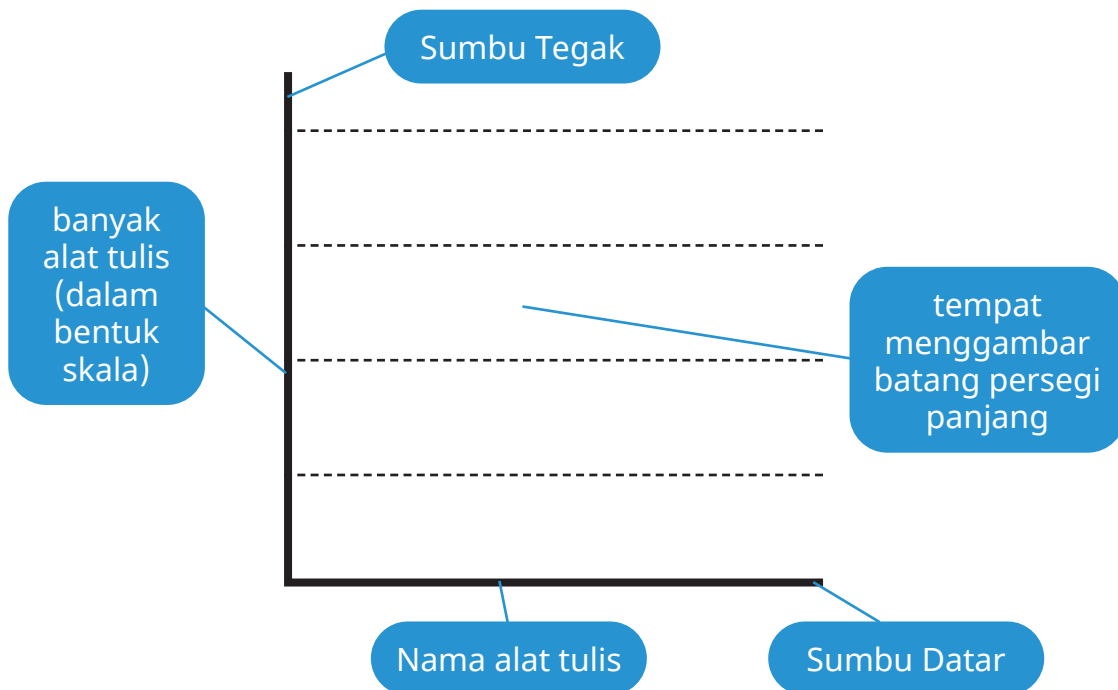 Sumbu Tegak
banyak
alat tulis
(dalam
bentuk
skala)
tempat
menggambar
batang persegi
panjang
Nama alat tulis
Sumbu Datar